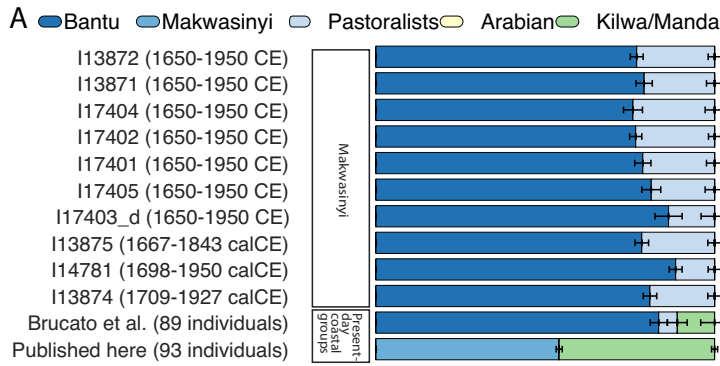 A Bantu Makwasinyi Pastoralists Arabian Kilwa/Manda
I13872 (1650-1950 CE)
I13871 (1650-1950 CE)
I17404 (1650-1950 CE)
I17402 (1650-1950 CE)
I17401 (1650-1950 CE)
I17405 (1650-1950 CE)
I17403_d (1650-1950 CE)
I13875 (1667-1843 calCE)
I14781 (1698-1950 calCE)
I13874 (1709-1927 calCE)
Brucato et al. (89 individuals)
Published here (93 individuals)
Makwasinyi
Present-
day
coastal
groups